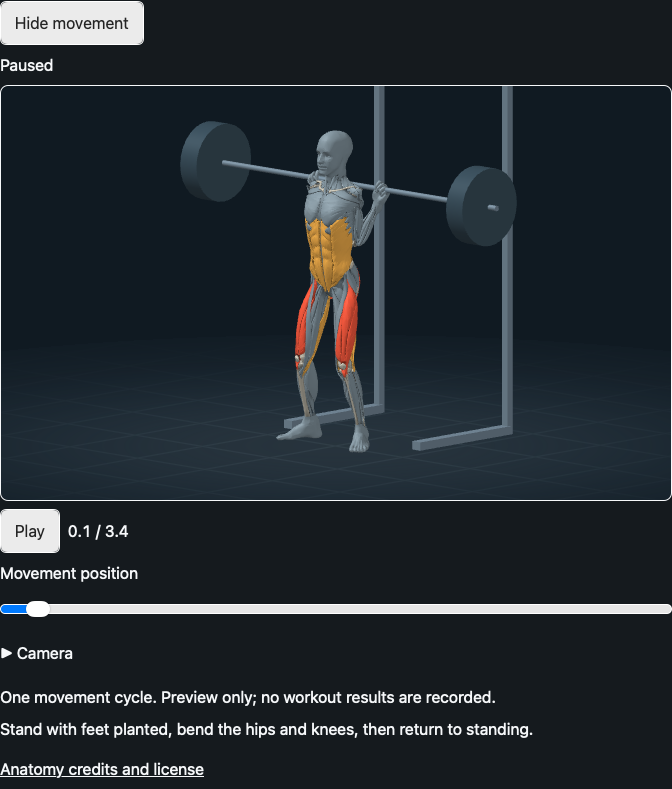 Hide movement
Paused
Play
0.1 / 3.4
Movement position
Camera
One movement cycle. Preview only; no workout results are recorded.
Stand with feet planted, bend the hips and knees, then return to standing.
Anatomy credits and license